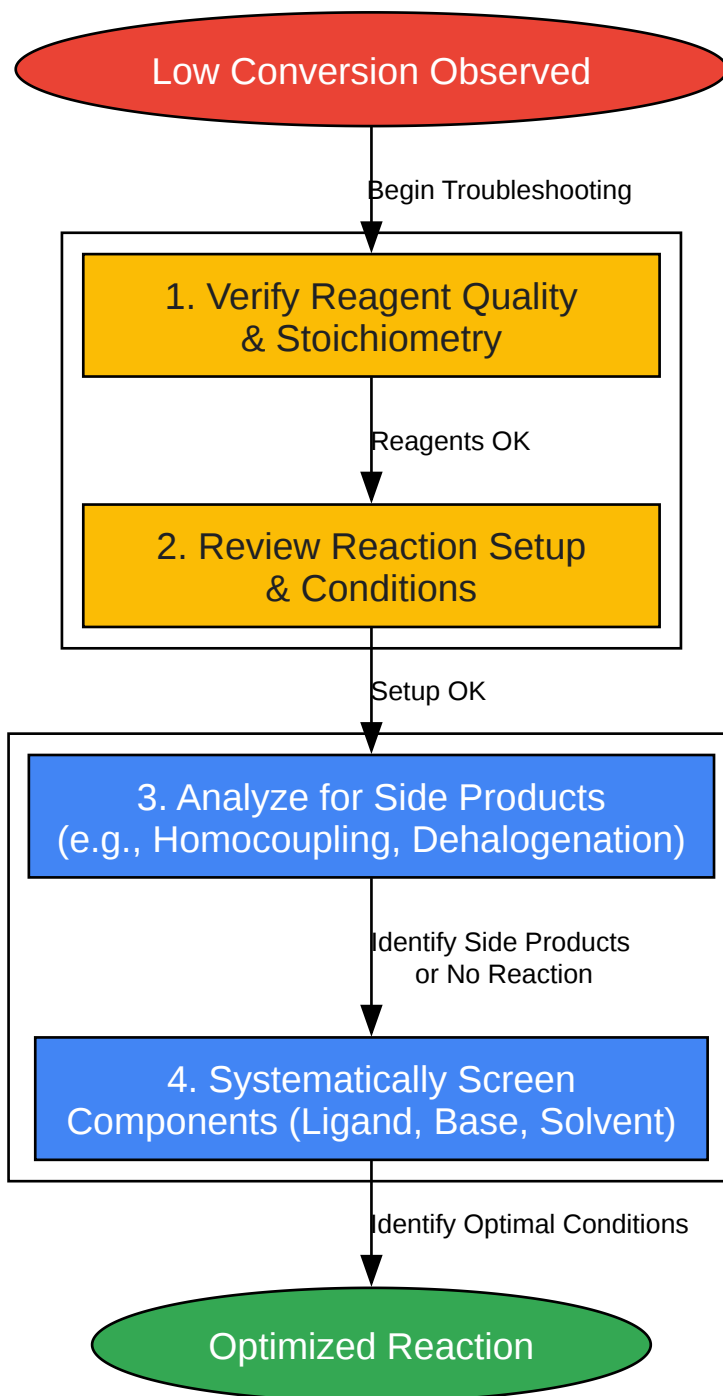 Low Conversion Observed
Begin Troubleshooting
1. Verify Reagent Quality
& Stoichiometry
Reagents OK
2. Review Reaction Setup
& Conditions
Setup OK
3. Analyze for Side Products
(e.g., Homocoupling, Dehalogenation)
Identify Side Products
or No Reaction
4. Systematically Screen
Components (Ligand, Base, Solvent)
Identify Optimal Conditions
Optimized Reaction